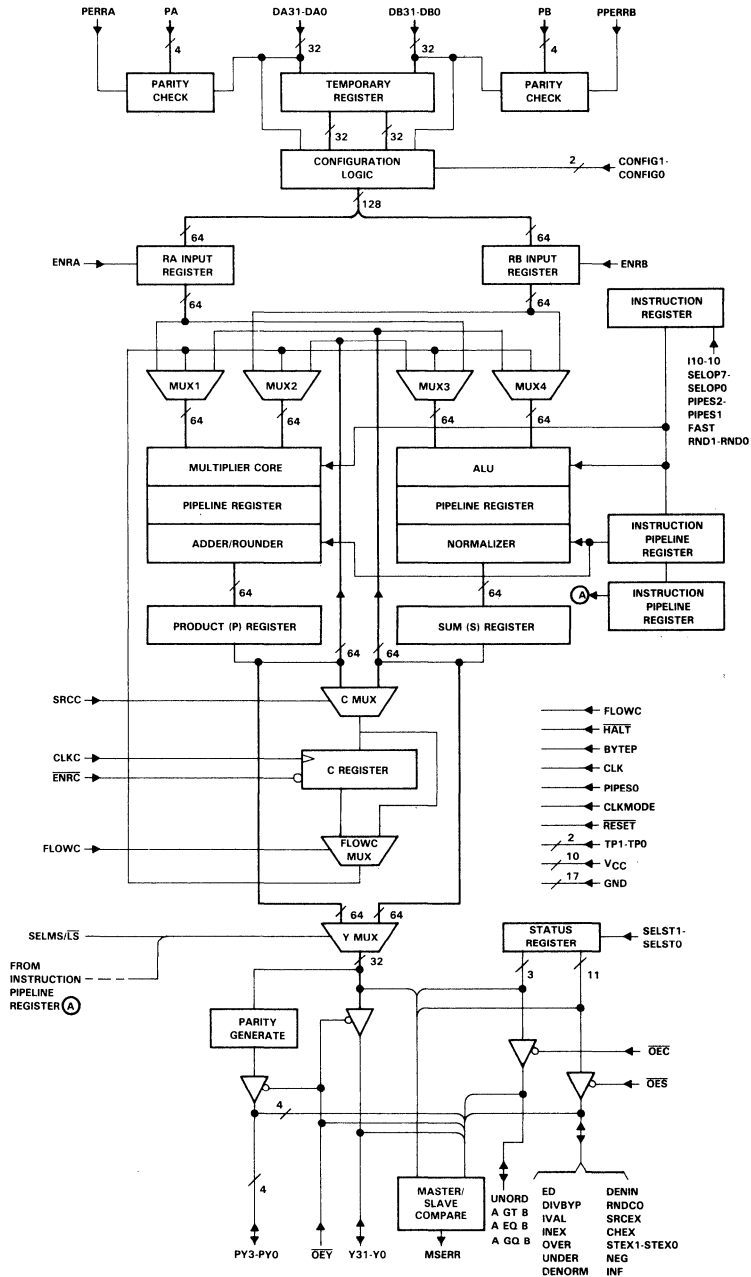 PERRA
PA
DA31-DA0
DB31-DB0
PB
PPERRB
4
32
32
4
PARITY
CHECK
TEMPORARY
REGISTER
PARITY
CHECK
32
32
CONFIGURATION
LOGIC
2
CONFIG1-
CONFIG0
128
64
64
ENRA
RA INPUT
REGISTER
RB INPUT
REGISTER
ENRB
64
64
INSTRUCTION
REGISTER
I10-10
SELOP7-
SELOP0
PIPES2-
PIPES1
FAST
RND1-RND0
MUX1
MUX2
MUX3
MUX4
64
64
64
64
MULTIPLIER CORE
ALU
PIPELINE REGISTER
PIPELINE REGISTER
ADDER/ROUNDER
NORMALIZER
INSTRUCTION
PIPELINE
REGISTER
64
64
A
INSTRUCTION
PIPELINE
REGISTER
PRODUCT (P) REGISTER
SUM (S) REGISTER
64
64
SRCC
C MUX
CLKC
ENRC
C REGISTER
FLOWC
FLOWC
MUX
FLOWC
HALT
BYTEP
CLK
PIPES0
CLKMODE
RESET
2
TP1-TP0
10
VCC
17
GND
64
64
SELMS/LS
Y MUX
STATUS
REGISTER
SELST1-
SELST0
FROM
INSTRUCTION
PIPELINE
REGISTER A
32
3
11
PARITY
GENERATE
OEC
OES
4
4
MASTER/
SLAVE
COMPARE
PY3-PY0
OEY
Y31-Y0
MSERR
UNORD
A GT B
A EQ B
A GQ B
ED
DIVBYP
IVAL
INEX
OVER
UNDER
DENORM
DENIN
RNDCO
SRCEX
CHEX
STEX1-STEX0
NEG
INF